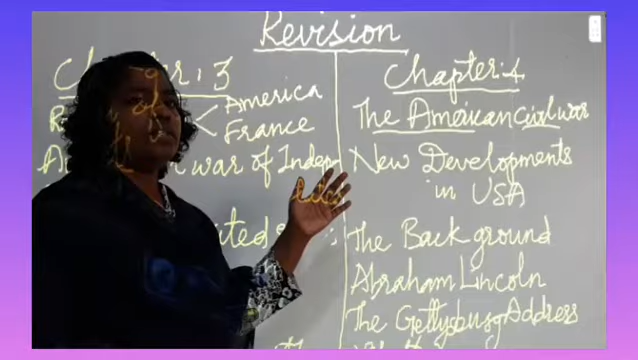 Revision
Chapter: 3
America
France
war of Indep
ited S
Chapter: 4
The American Civil war
New Developments
in USA
The Background
Abraham Lincoln
The Gettysburg Address